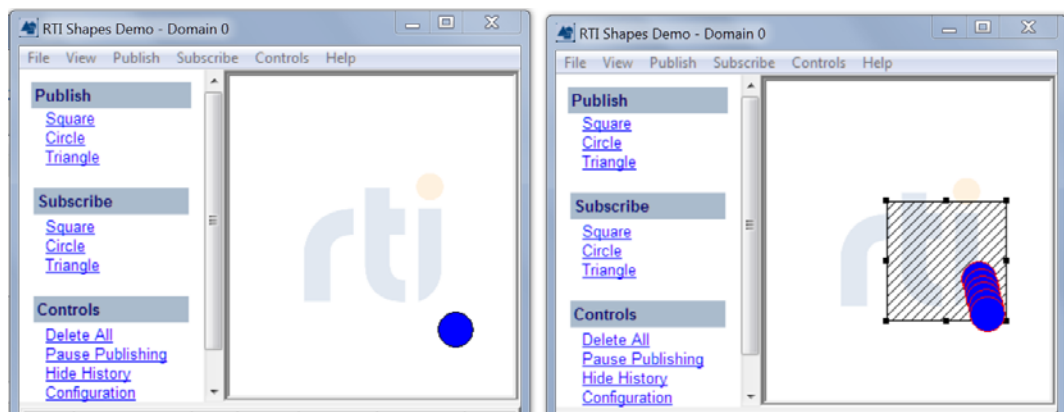 RTI Shapes Demo - Domain 0
File View Publish Subscribe Controls Help
Publish
Square
Circle
Triangle
Subscribe
Square
Circle
Triangle
Controls
Delete All
Pause Publishing
Hide History
Configuration
rti
RTI Shapes Demo - Domain 0
File View Publish Subscribe Controls Help
Publish
Square
Circle
Triangle
Subscribe
Square
Circle
Triangle
Controls
Delete All
Pause Publishing
Hide History
Configuration
rti